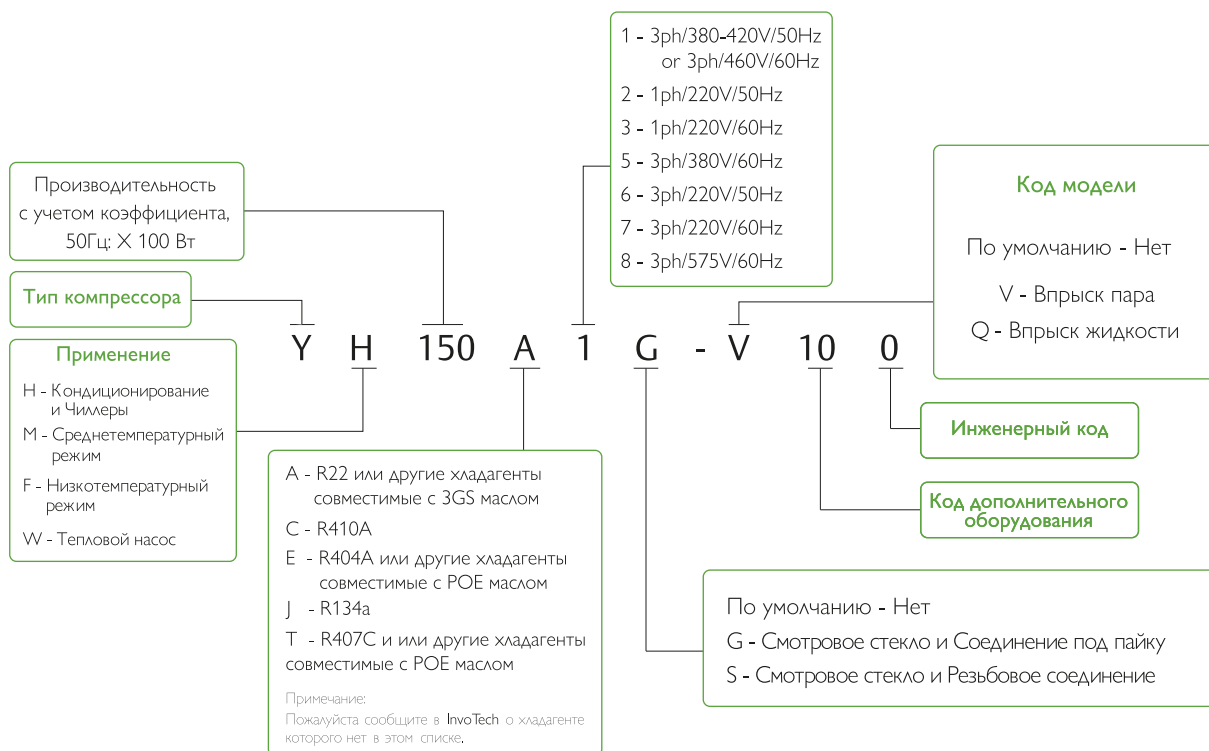 1 - 3ph/380-420V/50Hz
or 3ph/460V/60Hz
2 - 1ph/220V/50Hz
3 - 1ph/220V/60Hz
5 - 3ph/380V/60Hz
6 - 3ph/220V/50Hz
7 - 3ph/220V/60Hz
8 - 3ph/575V/60Hz
Производительность
с учетом коэффициента,
50Гц: X 100 Вт
Тип компрессора
Код модели
По умолчанию - Нет
V - Впрыск пара
Q - Впрыск жидкости
Y H 150 A 1 G - V 10 0
Применение
H - Кондиционирование
и Чиллеры
M - Среднетемпературный
режим
F - Низкотемпературный
режим
W - Тепловой насос
A - R22 или другие хладагенты
совместимые с 3GS маслом
C - R410A
E - R404A или другие хладагенты
совместимые с POE маслом
J - R134a
T - R407C и или другие хладагенты
совместимые с POE маслом
Примечание:
Пожалуйста сообщите в InvoTech о хладагенте
которого нет в этом списке.
Инженерный код
Код дополнительного
оборудования
По умолчанию - Нет
G - Смотровое стекло и Соединение под пайку
S - Смотровое стекло и Резьбовое соединение